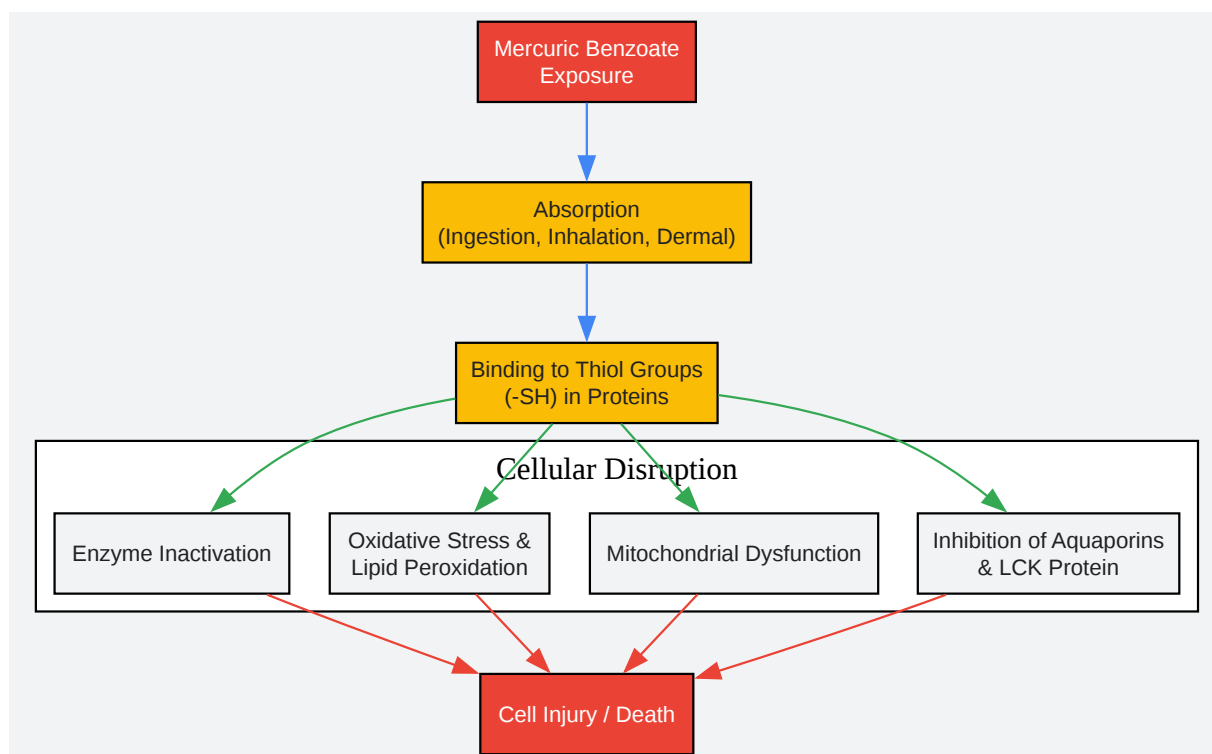 Mercuric Benzoate
Exposure
Absorption
(Ingestion, Inhalation, Dermal)
Binding to Thiol Groups
(-SH) in Proteins
Cellular Disruption
Enzyme Inactivation
Oxidative Stress &
Lipid Peroxidation
Mitochondrial Dysfunction
Inhibition of Aquaporins
& LCK Protein
Cell Injury / Death